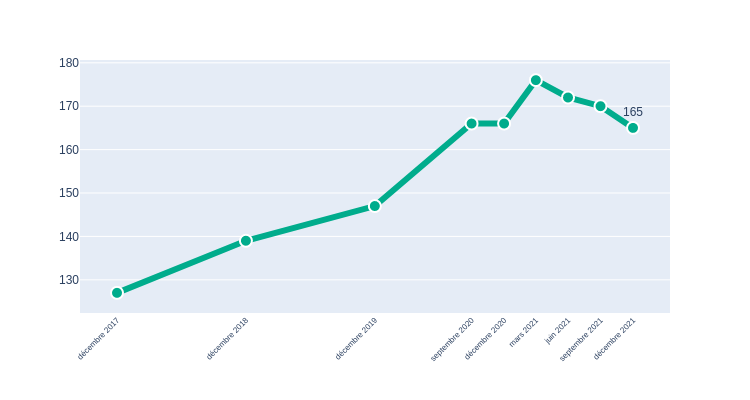 180
170
165
160
150
140
130
décembre 2017
décembre 2018
décembre 2019
septembre 2020
décembre 2020
mars 2021
juin 2021
septembre 2021
décembre 2021